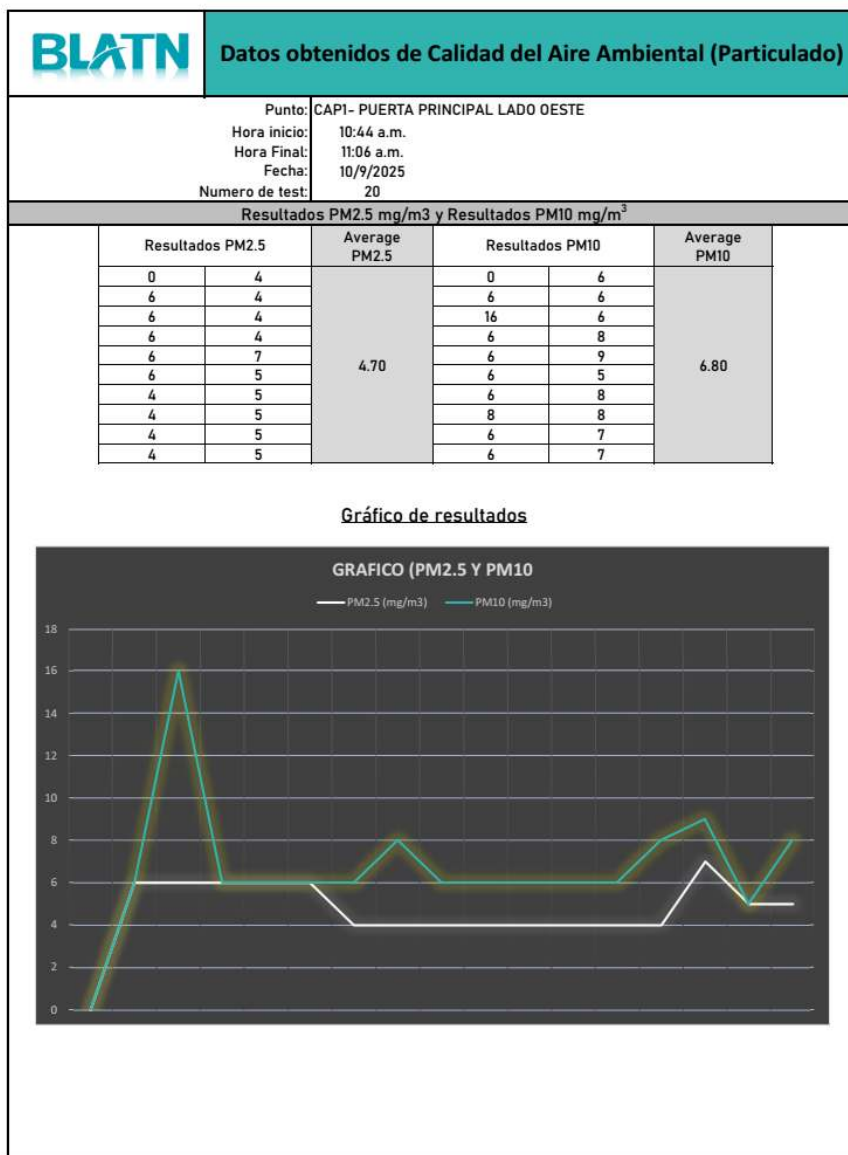 BLATN
Datos obtenidos de Calidad del Aire Ambiental (Particulado)
Punto: CAP1- PUERTA PRINCIPAL LADO OESTE
Hora inicio: 10:44 a.m.
Hora Final: 11:06 a.m.
Fecha: 10/9/2025
Numero de test: 20
Resultados PM2.5 mg/m3 y Resultados PM10 mg/m³
Resultados PM2.5 Average PM2.5 Resultados PM10 Average PM10
0 4 0 6
6 4 6 6
6 4 16 6
6 4 6 8
6 7 6 9
4.70 6.80
6 5 6 5
4 5 6 8
4 5 8 8
4 5 6 7
4 5 6 7
Gráfico de resultados
GRAFICO (PM2.5 Y PM10
PM2.5 (mg/m3) PM10 (mg/m3)
18
16
14
12
10
8
6
4
2
0